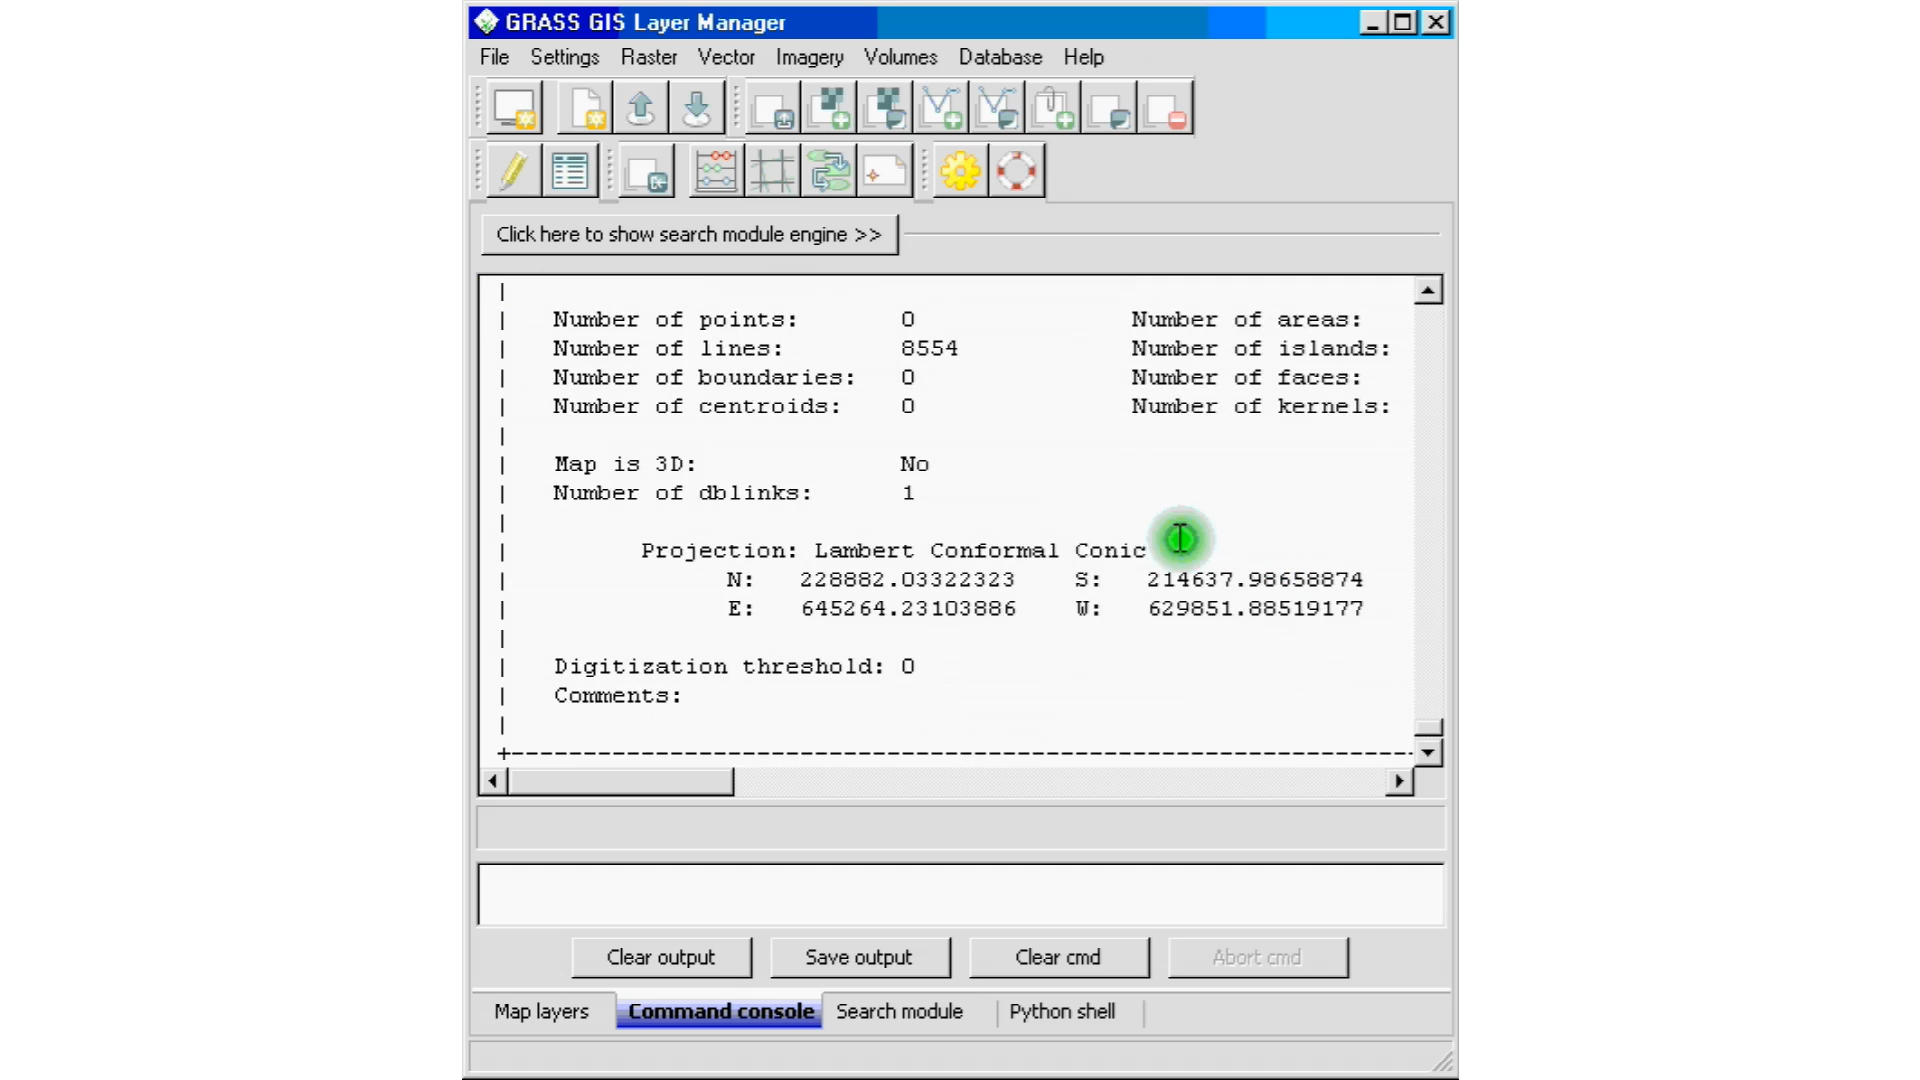 GRASS GIS Layer Manager
File Settings Raster Vector Imagery Volumes Database Help
Click here to show search module engine >>
|
| Number of points: 0 Number of areas:
| Number of lines: 8554 Number of islands:
| Number of boundaries: 0 Number of faces:
| Number of centroids: 0 Number of kernels:
|
| Map is 3D: No
| Number of dblinks: 1
|
| Projection: Lambert Conformal Conic
| N: 228882.03322323 S: 214637.98658874
| E: 645264.23103886 W: 629851.88519177
|
| Digitization threshold: 0
| Comments:
|
+---------------------------------------------------------------
Clear output Save output Clear cmd Abort cmd
Map layers Command console Search module Python shell